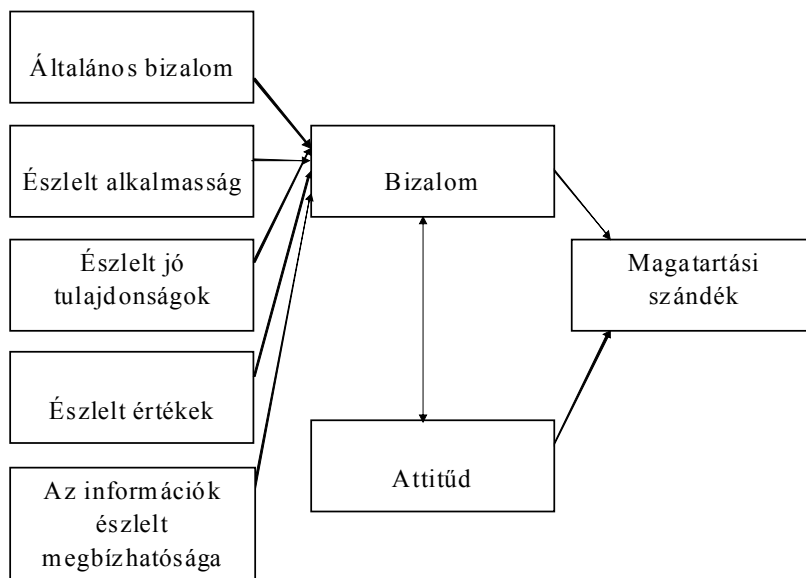 Általános bizalom
Észlelt alkalmasság
Észlelt jó
tulajdonságok
Észlelt értékek
Az információk
észlelt
megbízhatósága
Bizalom
Attitűd
Magatartási
szándék